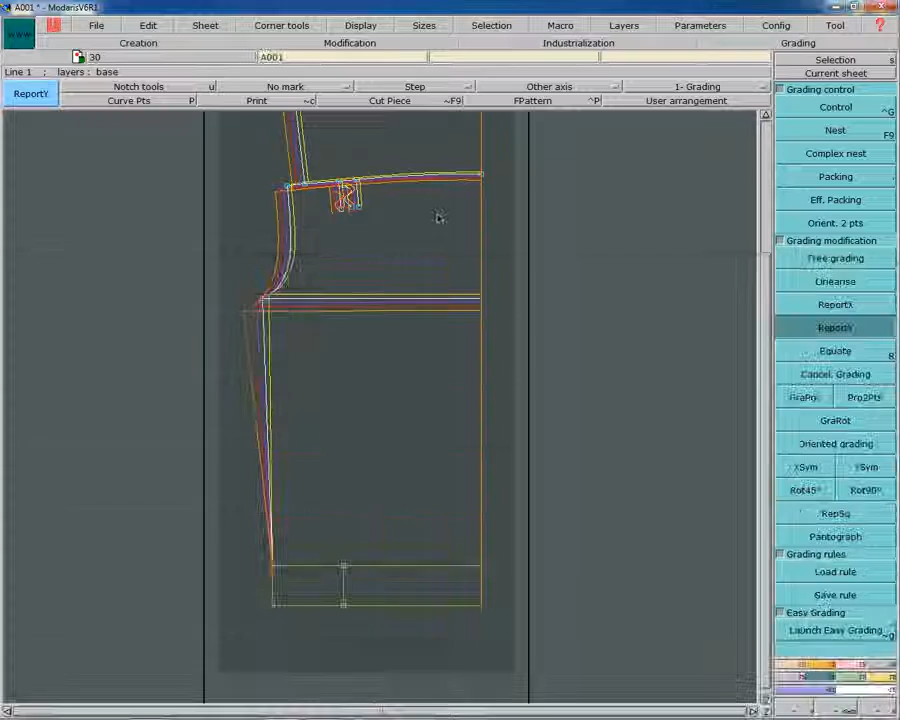 A001 * - ModarisV6R1
File Edit Sheet Corner tools Display Sizes Selection Macro Layers Parameters Config Tool ?
Creation Modification Industrialization Grading
30 A001
Line 1 ; layers : base
Selection s
Current sheet
ReportY
Notch tools u No mark Step Other axis 1- Grading
Curve Pts P Print ~c Cut Piece ~F9 FPattern ^P User arrangement
Grading control
Control ^G
Nest F9
Complex nest
Packing .
Eff. Packing
Orient. 2 pts
Grading modification
Free grading
Linearise
ReportX
ReportY
Equate R
Cancel. Grading
GraPro Pro2Pts
GraRot
Oriented grading
XSym YSym
Rot45° Rot90°
RepSq
Pantograph
Grading rules
Load rule
Save rule
Easy Grading
Launch Easy Grading ~g